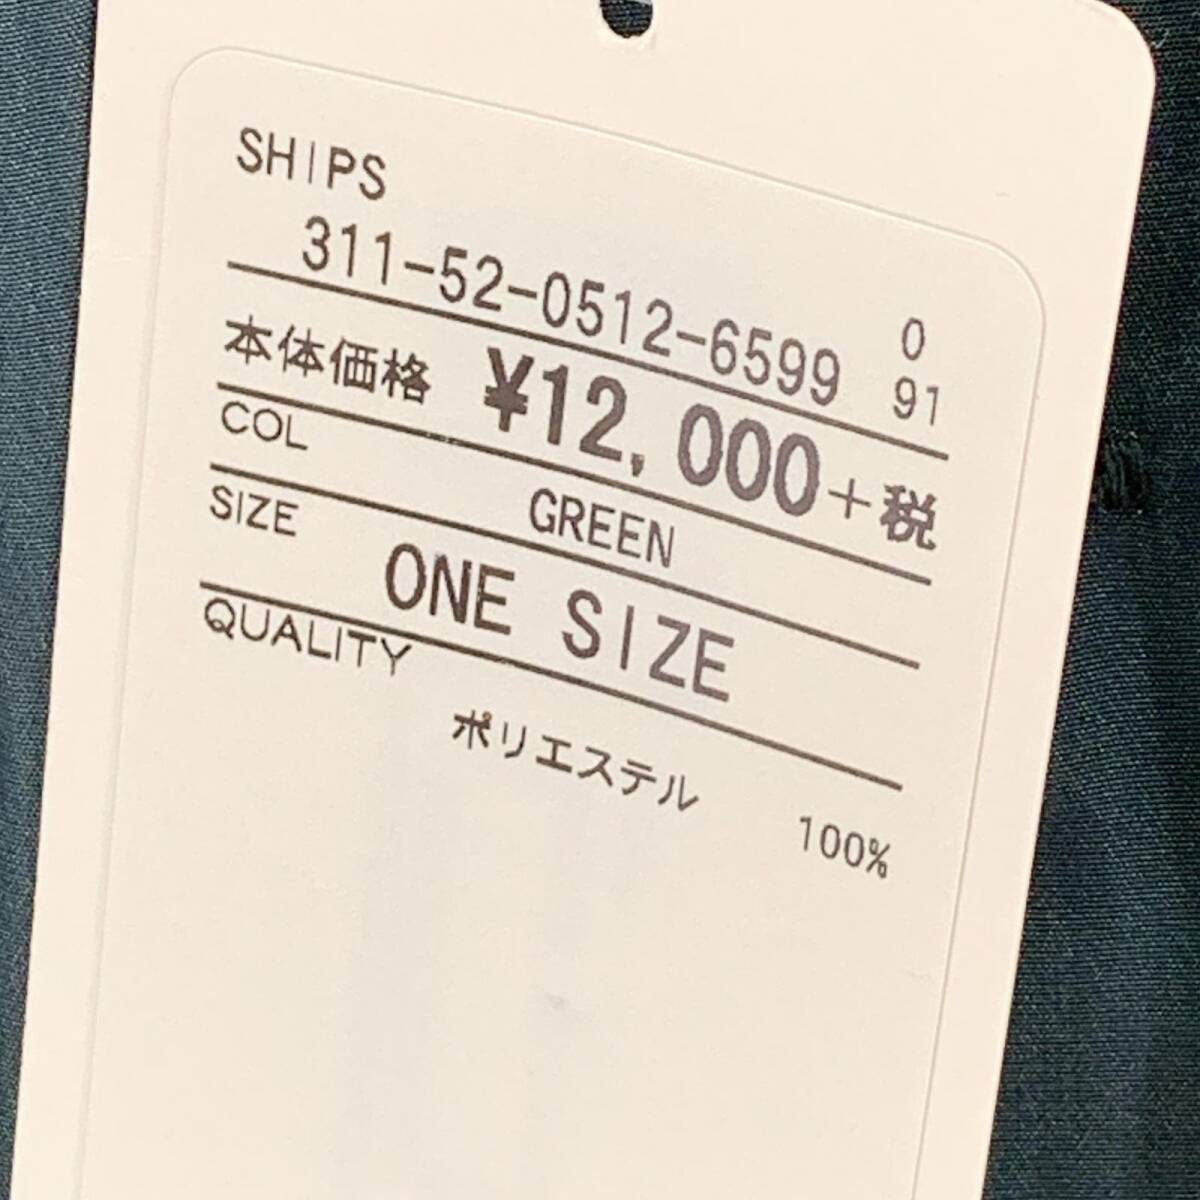 SHIPS
311-52-0512-6599 0
91
本体価格 ¥12,000+税
COL
GREEN
SIZE
ONE SIZE
QUALITY
ポリエステル 100%